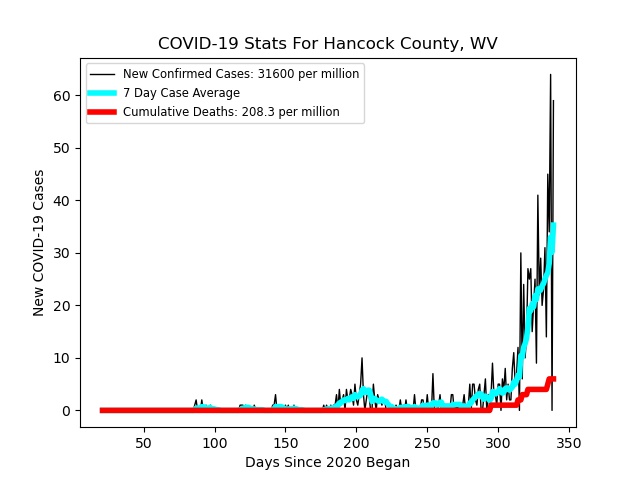 COVID-19 Stats For Hancock County, WV
New Confirmed Cases: 31600 per million
7 Day Case Average
Cumulative Deaths: 208.3 per million
New COVID-19 Cases
60
50
40
30
20
10
0
50 100 150 200 250 300 350
Days Since 2020 Began